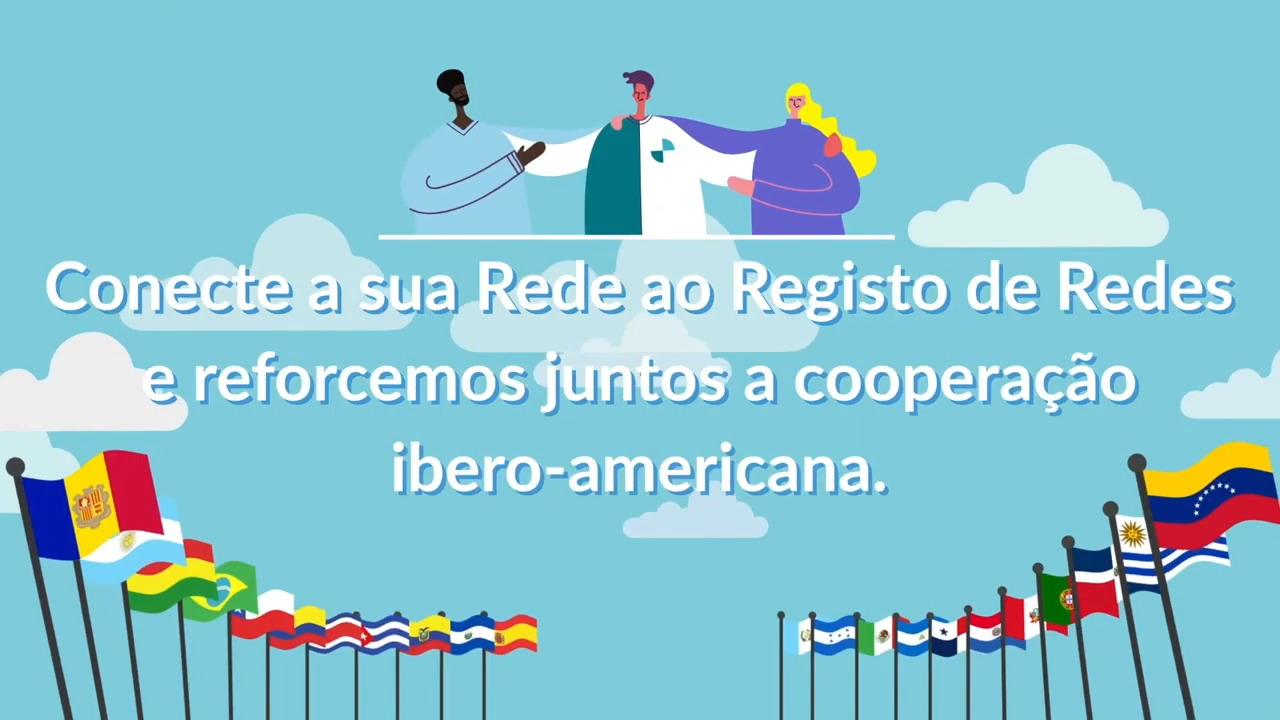 Conecte a sua Rede ao Registo de Redes
e reforcemos juntos a cooperação
ibero-americana.